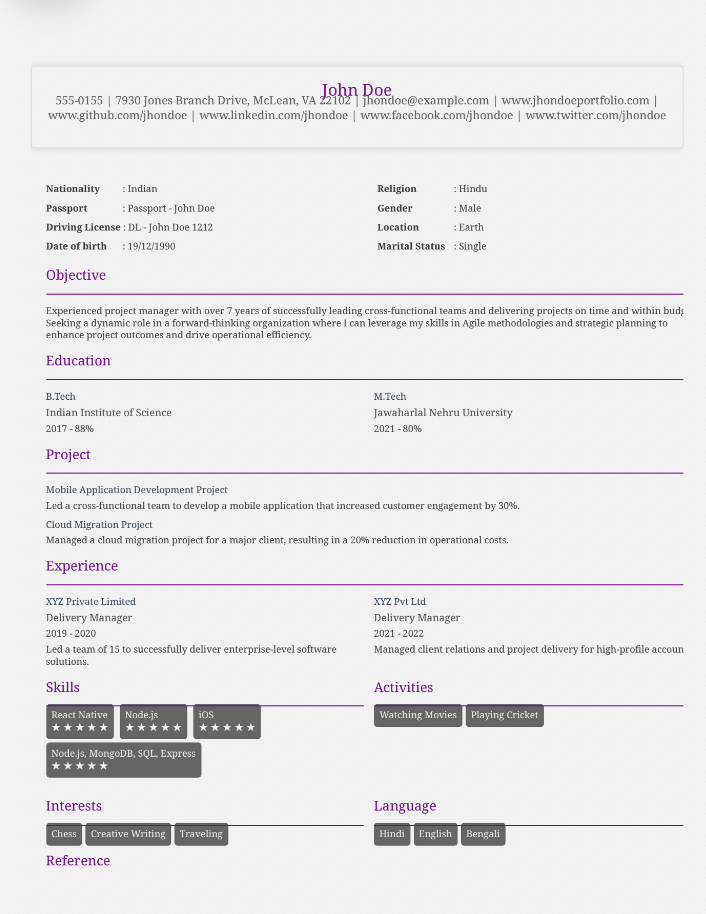 John Doe
555-0155 | 7930 Jones Branch Drive, McLean, VA 22102 | jhondoe@example.com | www.jhondoeportfolio.com |
www.github.com/jhondoe | www.linkedin.com/jhondoe | www.facebook.com/jhondoe | www.twitter.com/jhondoe
Nationality : Indian
Passport : Passport - John Doe
Driving License : DL - John Doe 1212
Date of birth : 19/12/1990
Religion : Hindu
Gender : Male
Location : Earth
Marital Status : Single
Objective
Experienced project manager with over 7 years of successfully leading cross-functional teams and delivering projects on time and within budg
Seeking a dynamic role in a forward-thinking organization where I can leverage my skills in Agile methodologies and strategic planning to
enhance project outcomes and drive operational efficiency.
Education
B.Tech
Indian Institute of Science
2017 - 88%
M.Tech
Jawaharlal Nehru University
2021 - 80%
Project
Mobile Application Development Project
Led a cross-functional team to develop a mobile application that increased customer engagement by 30%.
Cloud Migration Project
Managed a cloud migration project for a major client, resulting in a 20% reduction in operational costs.
Experience
XYZ Private Limited
Delivery Manager
2019 - 2020
Led a team of 15 to successfully deliver enterprise-level software
solutions.
XYZ Pvt Ltd
Delivery Manager
2021 - 2022
Managed client relations and project delivery for high-profile accoun
Skills
React Native
★ ★ ★ ★ ★
Node.js
★ ★ ★ ★ ★
iOS
★ ★ ★ ★ ★
Node.js, MongoDB, SQL, Express
★ ★ ★ ★ ★
Activities
Watching Movies
Playing Cricket
Interests
Chess
Creative Writing
Traveling
Language
Hindi
English
Bengali
Reference